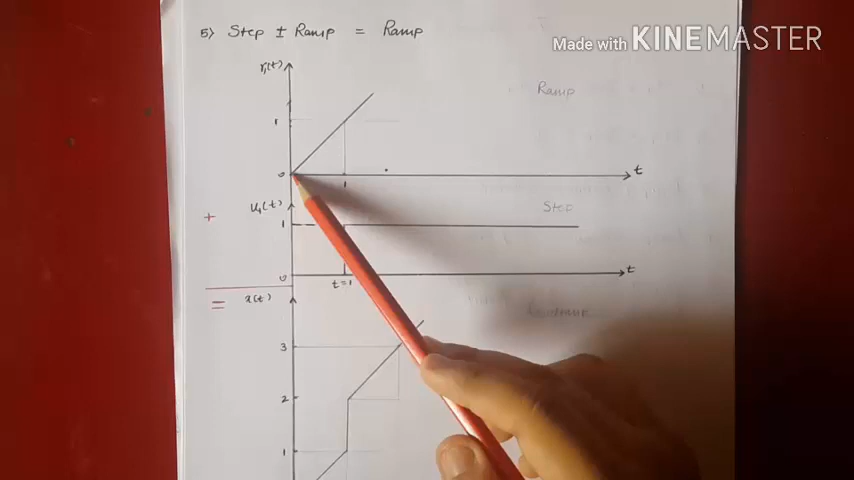 5) Step ± Ramp = Ramp
Made with KINEMASTER
r₁(t)
Ramp
1
0
t
1
+
u₁(t)
Step
1
0
t
t=1
=
x(t)
3
2
1